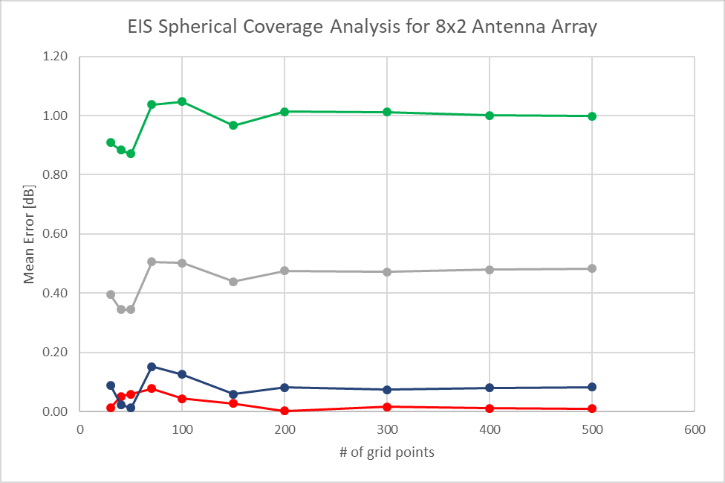 EIS Spherical Coverage Analysis for 8x2 Antenna Array
1.20
1.00
0.80
0.60
0.40
0.20
0.00
Mean Error [dB]
0 100 200 300 400 500 600
# of grid points